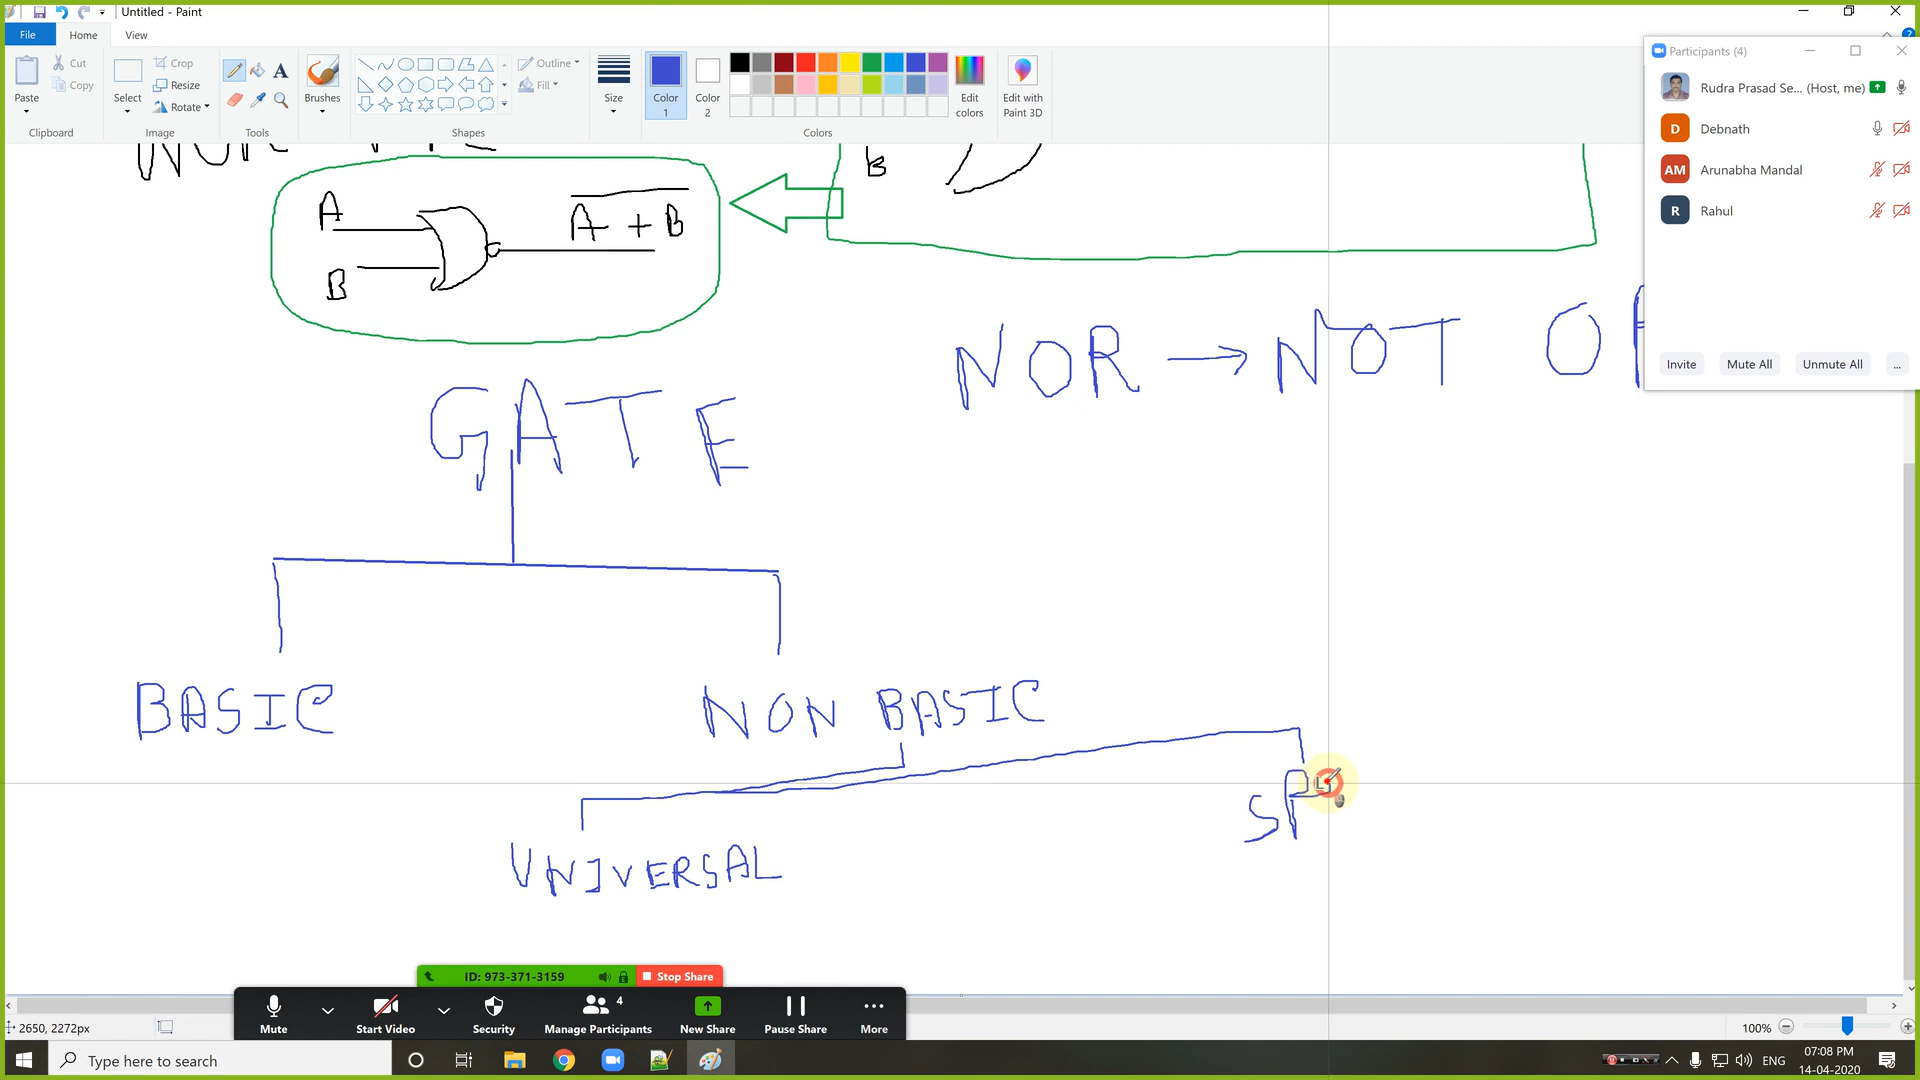 Untitled - Paint
File Home View
Paste Cut Copy
Clipboard
Select Crop Resize Rotate
Image
Tools
Brushes
Outline Fill
Shapes
Size
Color 1
Color 2
Edit colors
Colors
Edit with Paint 3D
Participants (4)
Rudra Prasad Se... (Host, me)
D Debnath
AM Arunabha Mandal
R Rahul
Invite Mute All Unmute All ...
A
B
A + B
B
NOR → NOT
GATE
BASIC
NON BASIC
UNIVERSAL
SP
ID: 973-371-3159 Stop Share
Mute Start Video Security Manage Participants 4 New Share Pause Share More
2650, 2272px
100%
Type here to search
ENG
07:08 PM
14-04-2020